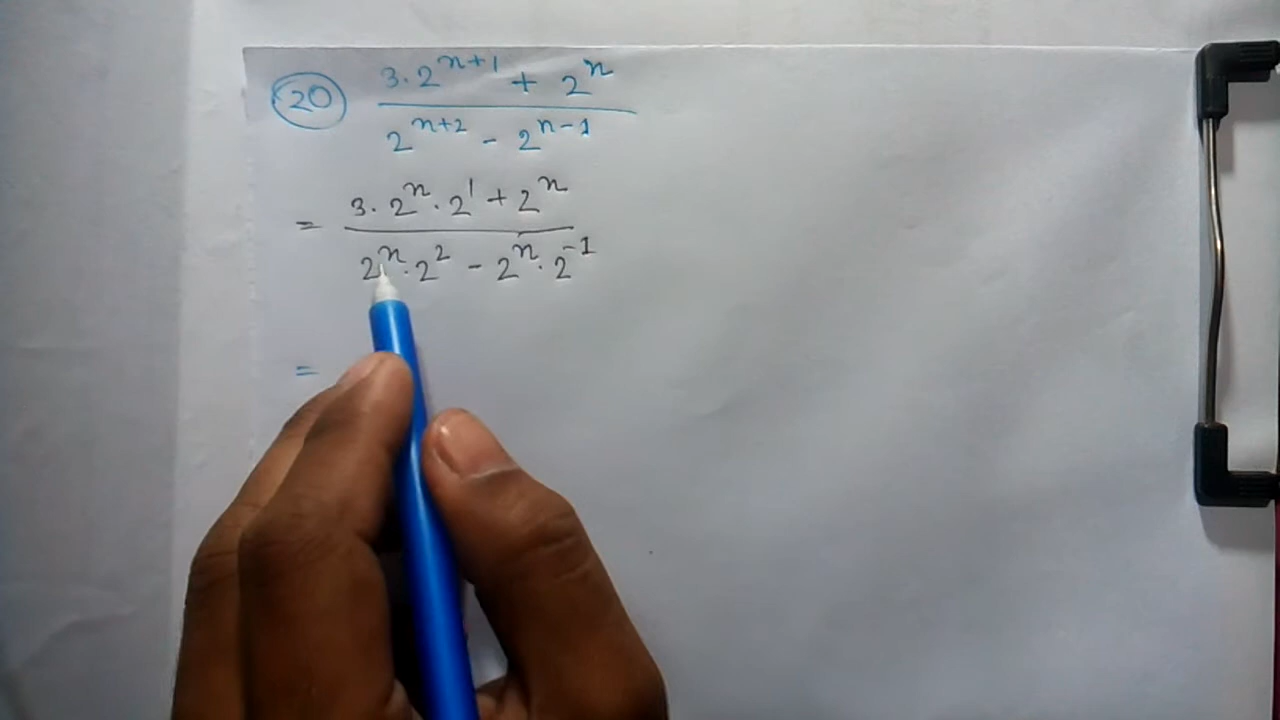 20 3.2^{n+1} + 2^n
2^{n+2} - 2^{n-1}
= 3.2^n.2^1 + 2^n
2^n.2^2 - 2^n.2^{-1}
=